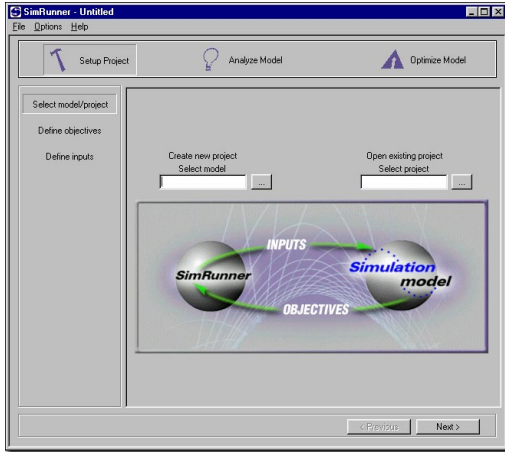 SimRunner - Untitled
File Options Help
Setup Project
Analyze Model
Optimize Model
Select model/project
Define objectives
Define inputs
Create new project
Select model
...
Open existing project
Select project
...
INPUTS
SimRunner
Simulation
model
OBJECTIVES
< Previous
Next >